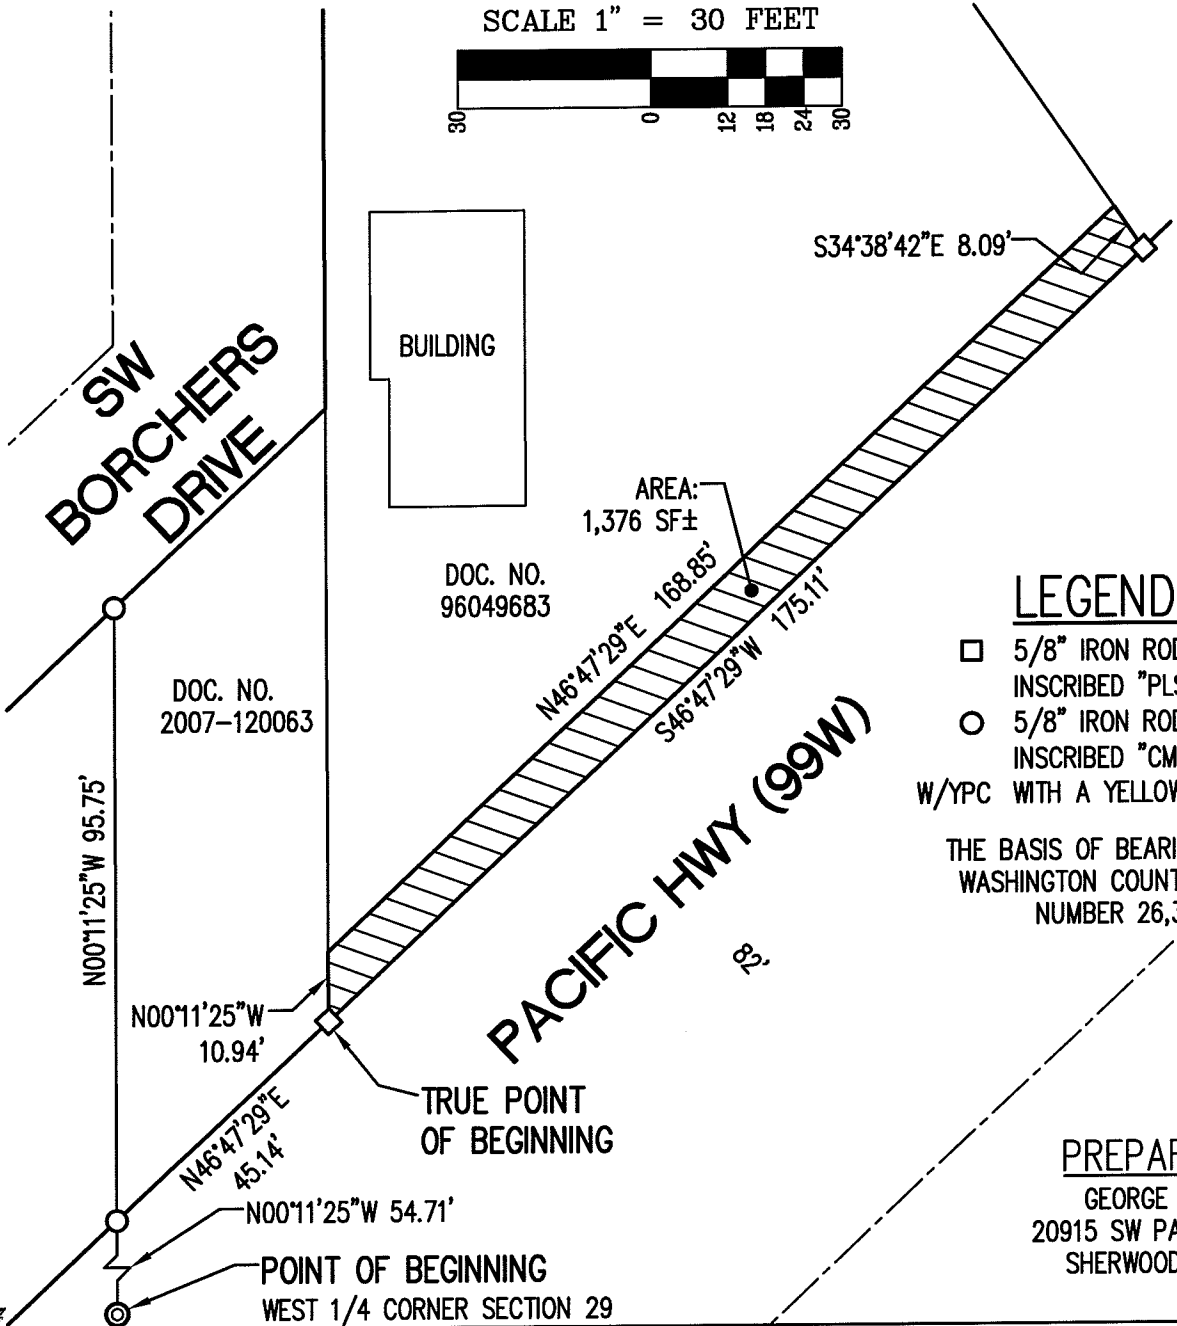 SCALE 1" = 30 FEET
30 0 12 18 24 30
S34°38'42"E 8.09'
BUILDING
SW
BORCHERS
DRIVE
AREA:
1,376 SF±
DOC. NO.
96049683
N46°47'29"E 168.85'
S46°47'29"W 175.11'
DOC. NO.
2007-120063
LEGEND
5/8" IRON ROD
INSCRIBED "PLS
5/8" IRON ROD
INSCRIBED "CM
W/YPC WITH A YELLOW
THE BASIS OF BEARI
WASHINGTON COUNT
NUMBER 26,3
N00°11'25"W 95.75'
PACIFIC HWY (99W)
82'
N00°11'25"W
10.94'
TRUE POINT
OF BEGINNING
N46°47'29"E
45.14'
N00°11'25"W 54.71'
POINT OF BEGINNING
WEST 1/4 CORNER SECTION 29
PREPAR
GEORGE
20915 SW PA
SHERWOOD